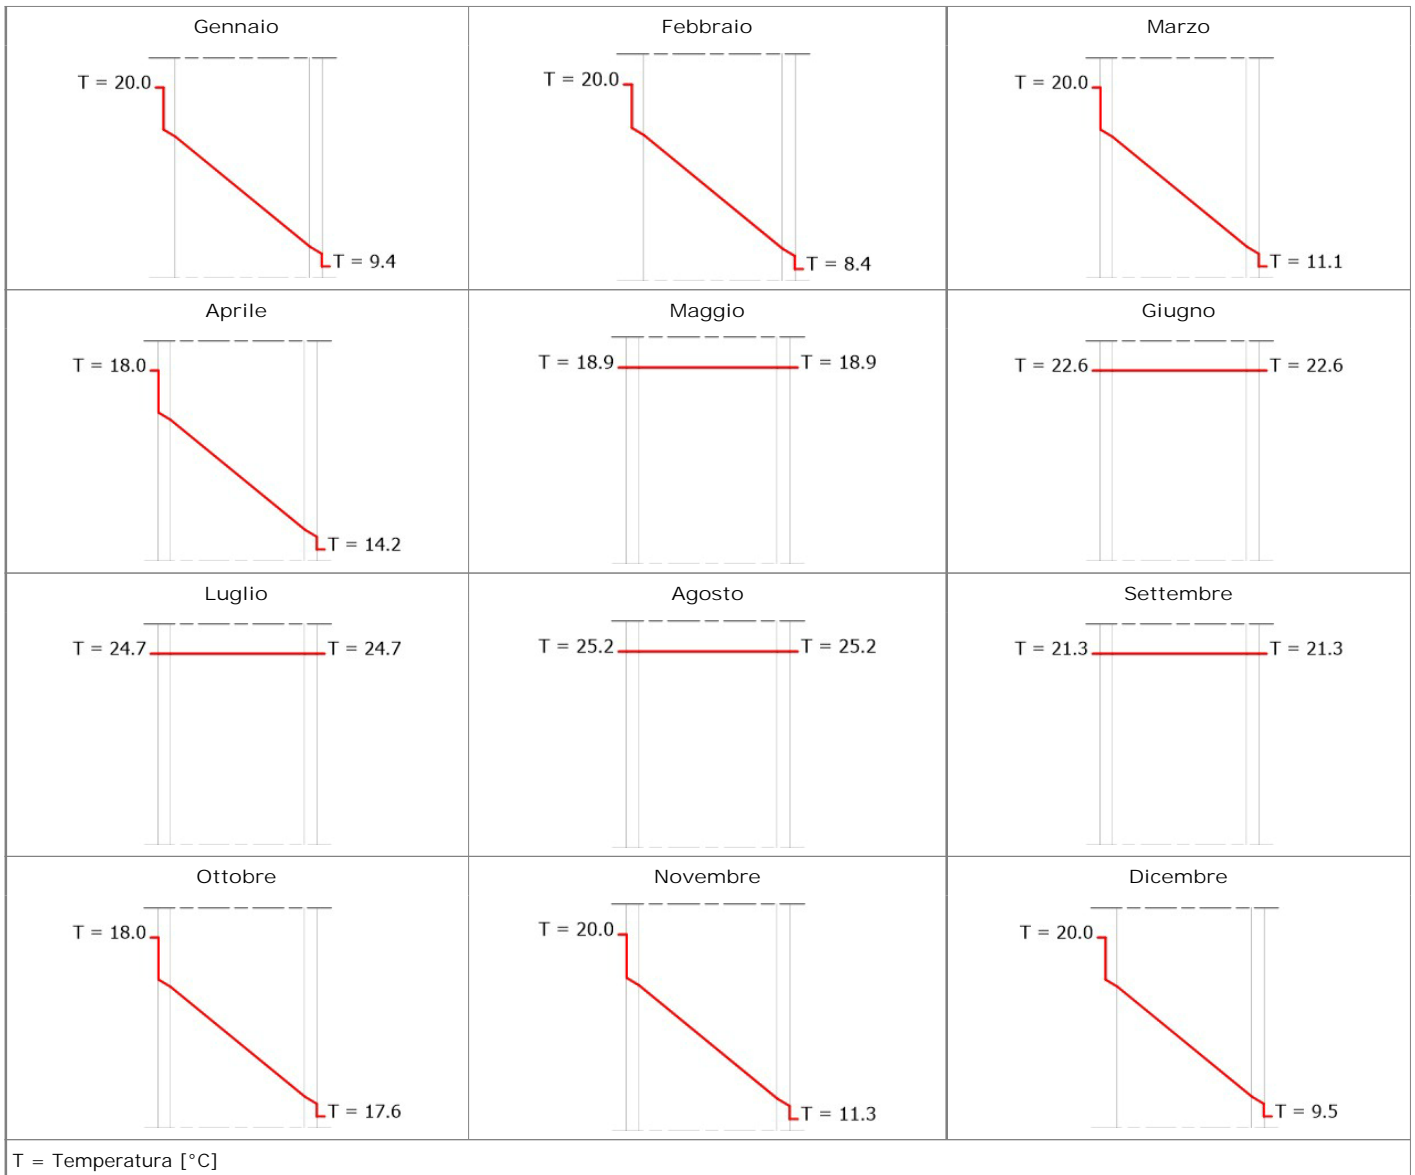 Gennaio
T = 20.0
T = 9.4
Febbraio
T = 20.0
T = 8.4
Marzo
T = 20.0
T = 11.1
Aprile
T = 18.0
T = 14.2
Maggio
T = 18.9
T = 18.9
Giugno
T = 22.6
T = 22.6
Luglio
T = 24.7
T = 24.7
Agosto
T = 25.2
T = 25.2
Settembre
T = 21.3
T = 21.3
Ottobre
T = 18.0
T = 17.6
Novembre
T = 20.0
T = 11.3
Dicembre
T = 20.0
T = 9.5
T = Temperatura [°C]